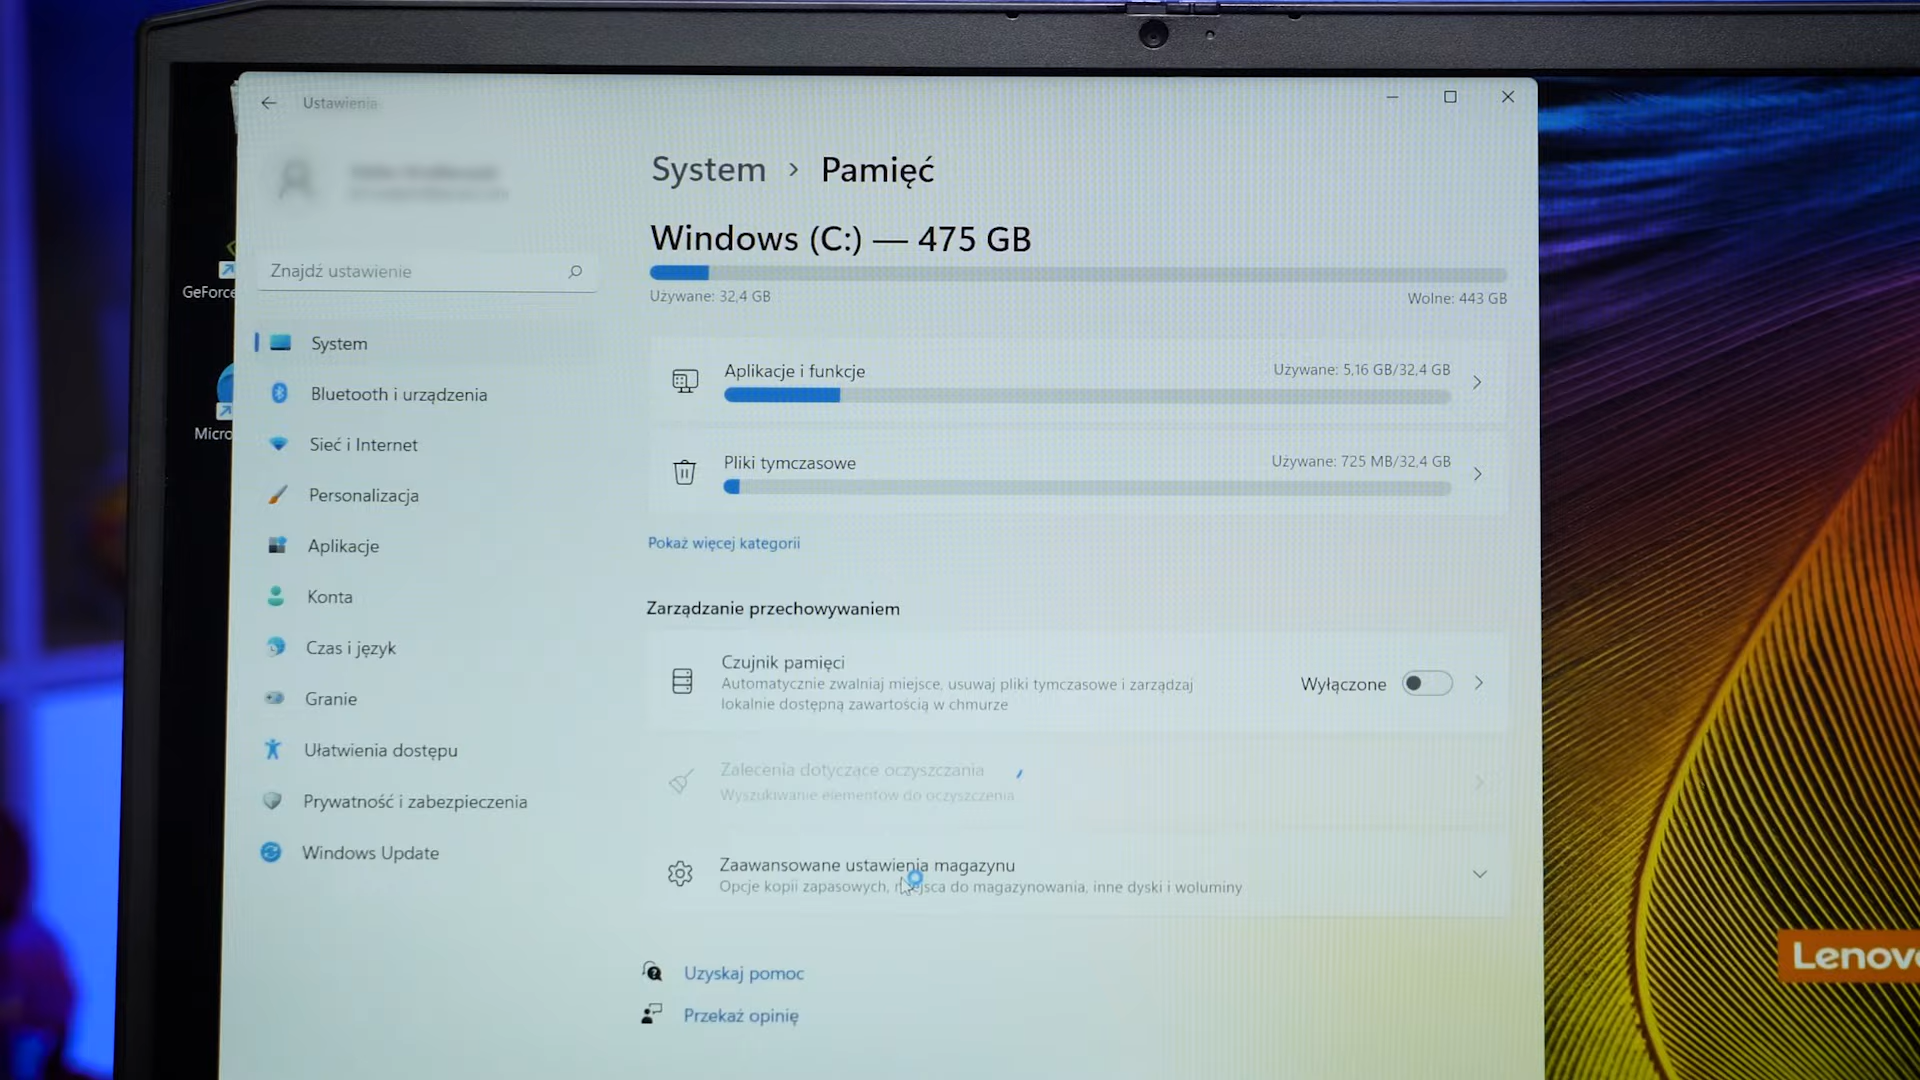 Ustawienia
System › Pamięć
Windows (C:) — 475 GB
Używane: 32,4 GB
Wolne: 443 GB
Znajdź ustawienie
GeForce
Micro
System
Bluetooth i urządzenia
Sieć i Internet
Personalizacja
Aplikacje
Konta
Czas i język
Granie
Ułatwienia dostępu
Prywatność i zabezpieczenia
Windows Update
Aplikacje i funkcje
Używane: 5,16 GB/32,4 GB
Pliki tymczasowe
Używane: 725 MB/32,4 GB
Pokaż więcej kategorii
Zarządzanie przechowywaniem
Czujnik pamięci
Automatycznie zwalniaj miejsce, usuwaj pliki tymczasowe i zarządzaj
lokalnie dostępną zawartością w chmurze
Wyłączone
Zalecenia dotyczące oczyszczania
Wyszukiwanie elementów do oczyszczenia
Zaawansowane ustawienia magazynu
Opcje kopii zapasowych, miejsca do magazynowania, inne dyski i woluminy
Uzyskaj pomoc
Przekaż opinię
Lenovo